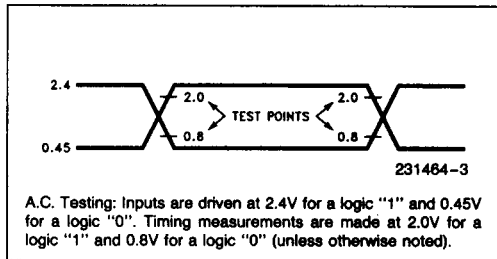 2.4
2.0
2.0
TEST POINTS
0.8
0.8
0.45
231464-3
A.C. Testing: Inputs are driven at 2.4V for a logic "1" and 0.45V
for a logic "0". Timing measurements are made at 2.0V for a
logic "1" and 0.8V for a logic "0" (unless otherwise noted).